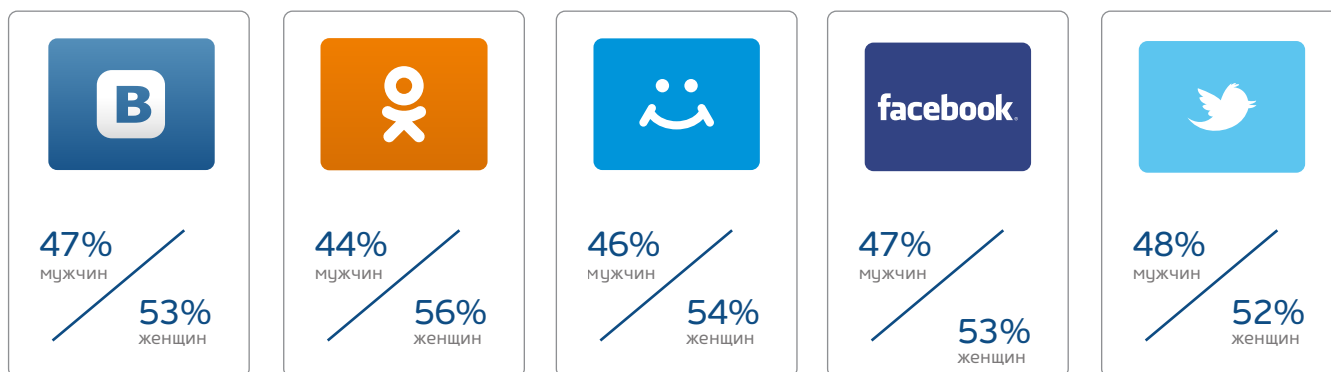 B
47%
мужчин
53%
женщин
44%
мужчин
56%
женщин
46%
мужчин
54%
женщин
facebook.
47%
мужчин
53%
женщин
48%
мужчин
52%
женщин